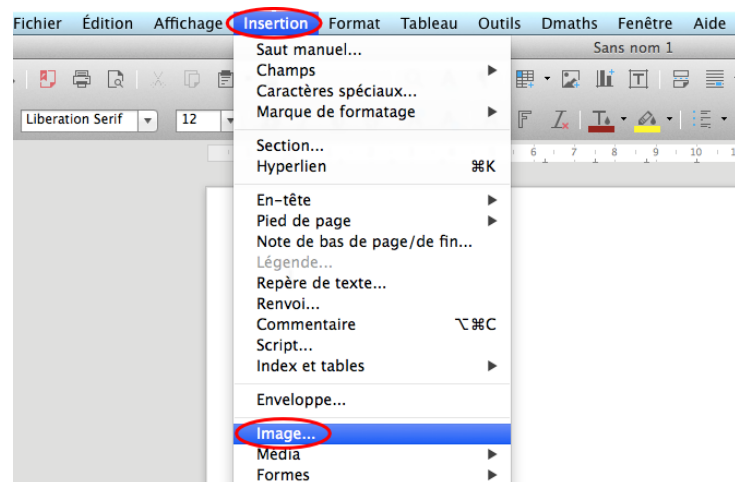 Fichier Édition Affichage Insertion Format Tableau Outils Dmaths Fenêtre Aide
Sans nom 1
Liberation Serif 12
6 7 8 9 10
Saut manuel...
Champs
Caractères spéciaux...
Marque de formatage
Section...
Hyperlien ⌘K
En-tête
Pied de page
Note de bas de page/de fin...
Légende...
Repère de texte...
Renvoi...
Commentaire ⌥⌘C
Script...
Index et tables
Enveloppe...
Image...
Média
Formes